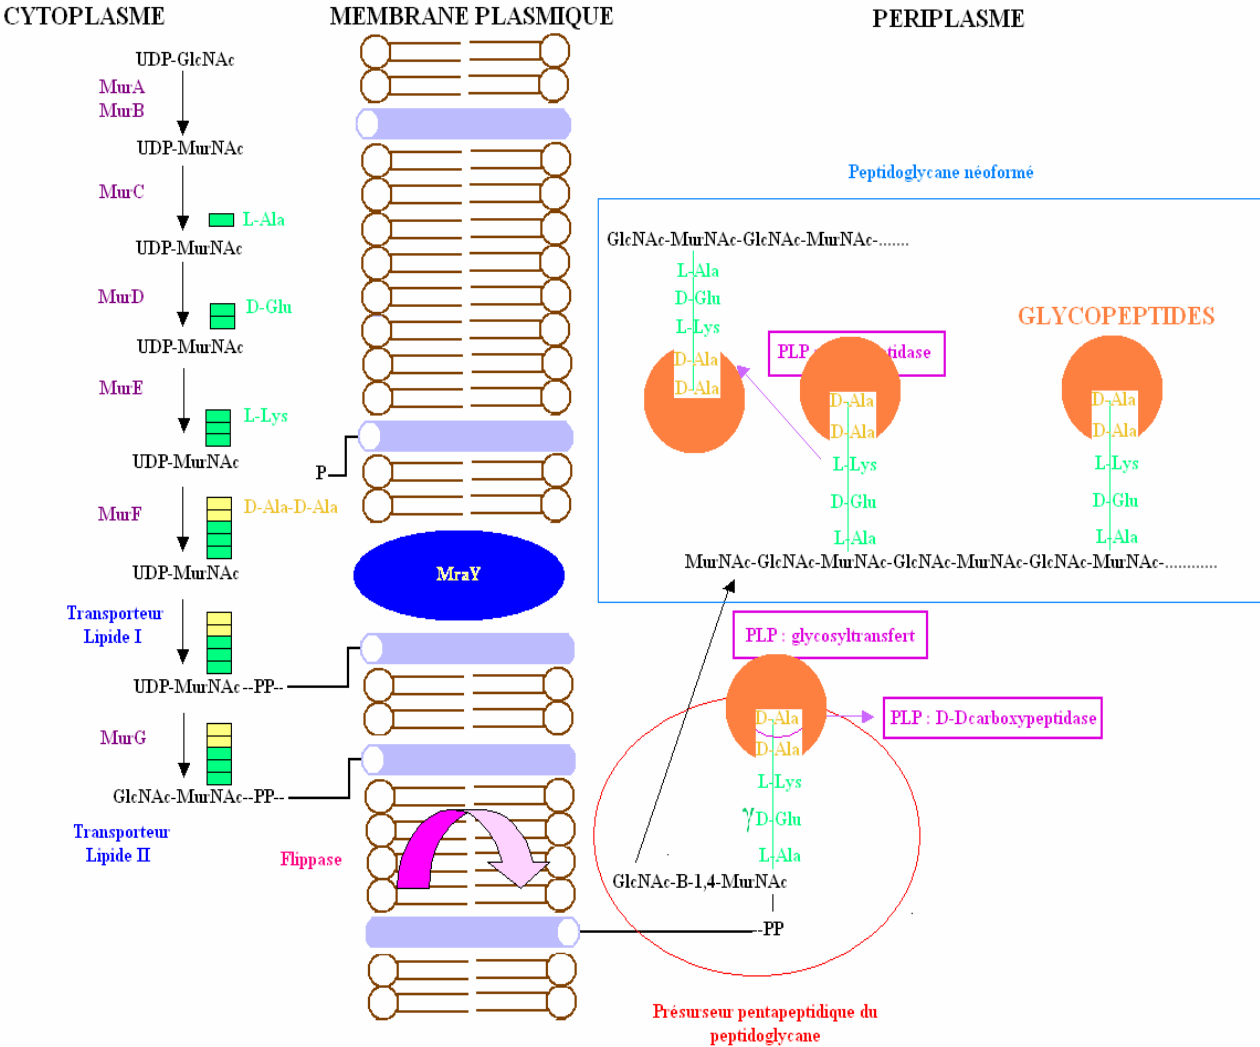 CYTOPLASME
MEMBRANE PLASMIQUE
PERIPLASME
UDP-GlcNAc
MurA
MurB
UDP-MurNAc
MurC
L-Ala
UDP-MurNAc
MurD
D-Glu
UDP-MurNAc
MurE
L-Lys
UDP-MurNAc
P
MurF
D-Ala-D-Ala
UDP-MurNAc
MraY
Transporteur
Lipide I
UDP-MurNAc--PP--
MurG
GlcNAc-MurNAc--PP--
Transporteur
Lipide II
Flippase
Peptidoglycane néoformé
GlcNAc-MurNAc-GlcNAc-MurNAc-.......
L-Ala
D-Glu
L-Lys
D-Ala
D-Ala
PLP :
tidase
GLYCOPEPTIDES
D-Ala
D-Ala
L-Lys
D-Glu
L-Ala
D-Ala
D-Ala
L-Lys
D-Glu
L-Ala
MurNAc-GlcNAc-MurNAc-GlcNAc-MurNAc-GlcNAc-MurNAc-............
PLP : glycosyltransfert
PLP : D-Dcarboxypeptidase
D-Ala
D-Ala
L-Lys
γ D-Glu
L-Ala
GlcNAc-B-1,4-MurNAc
--PP
Présurseur pentapeptidique du
peptidoglycane